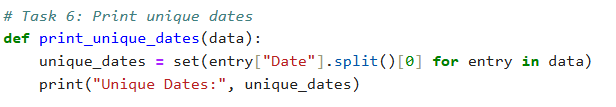 # Task 6: Print unique dates
def print_unique_dates(data):
    unique_dates = set(entry["Date"].split()[0] for entry in data)
    print("Unique Dates:", unique_dates)